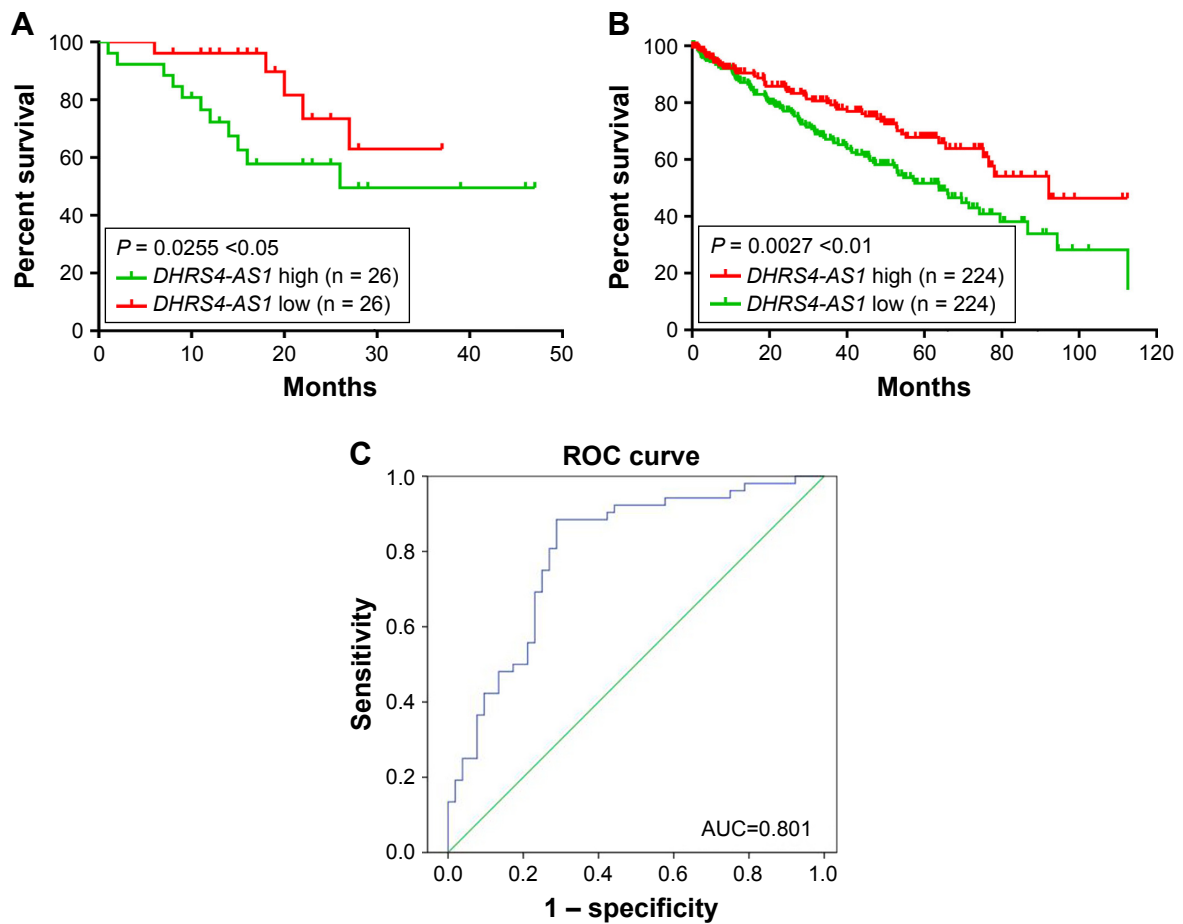 A
100
80
60
40
20
0
Percent survival
P = 0.0255 <0.05
DHRS4-AS1 high (n = 26)
DHRS4-AS1 low (n = 26)
0 10 20 30 40 50
Months
B
100
80
60
40
20
0
Percent survival
P = 0.0027 <0.01
DHRS4-AS1 high (n = 224)
DHRS4-AS1 low (n = 224)
0 20 40 60 80 100 120
Months
C
ROC curve
1.0
0.8
0.6
0.4
0.2
0.0
Sensitivity
AUC=0.801
0.0 0.2 0.4 0.6 0.8 1.0
1 – specificity